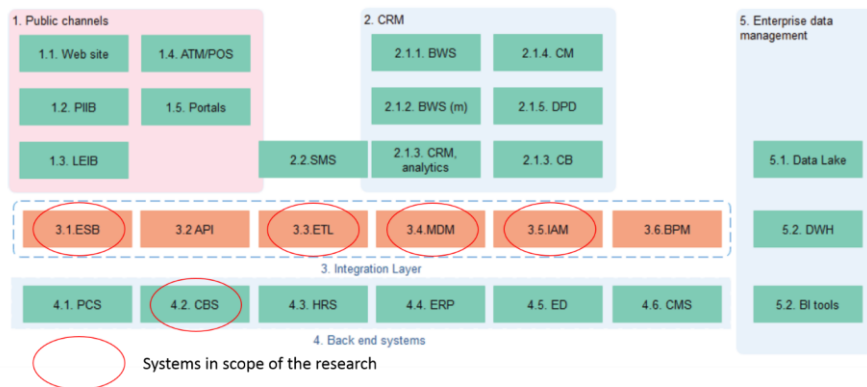 1. Public channels
1.1. Web site
1.4. ATM/POS
1.2. PIIB
1.5. Portals
1.3. LEIB
2. CRM
2.1.1. BWS
2.1.4. CM
2.1.2. BWS (m)
2.1.5. DPD
2.2.SMS
2.1.3. CRM,
analytics
2.1.3. CB
5. Enterprise data
management
5.1. Data Lake
5.2. DWH
5.2. BI tools
3.1.ESB
3.2 API
3.3.ETL
3.4.MDM
3.5.IAM
3.6.BPM
3. Integration Layer
4.1. PCS
4.2. CBS
4.3. HRS
4.4. ERP
4.5. ED
4.6. CMS
4. Back end systems
Systems in scope of the research